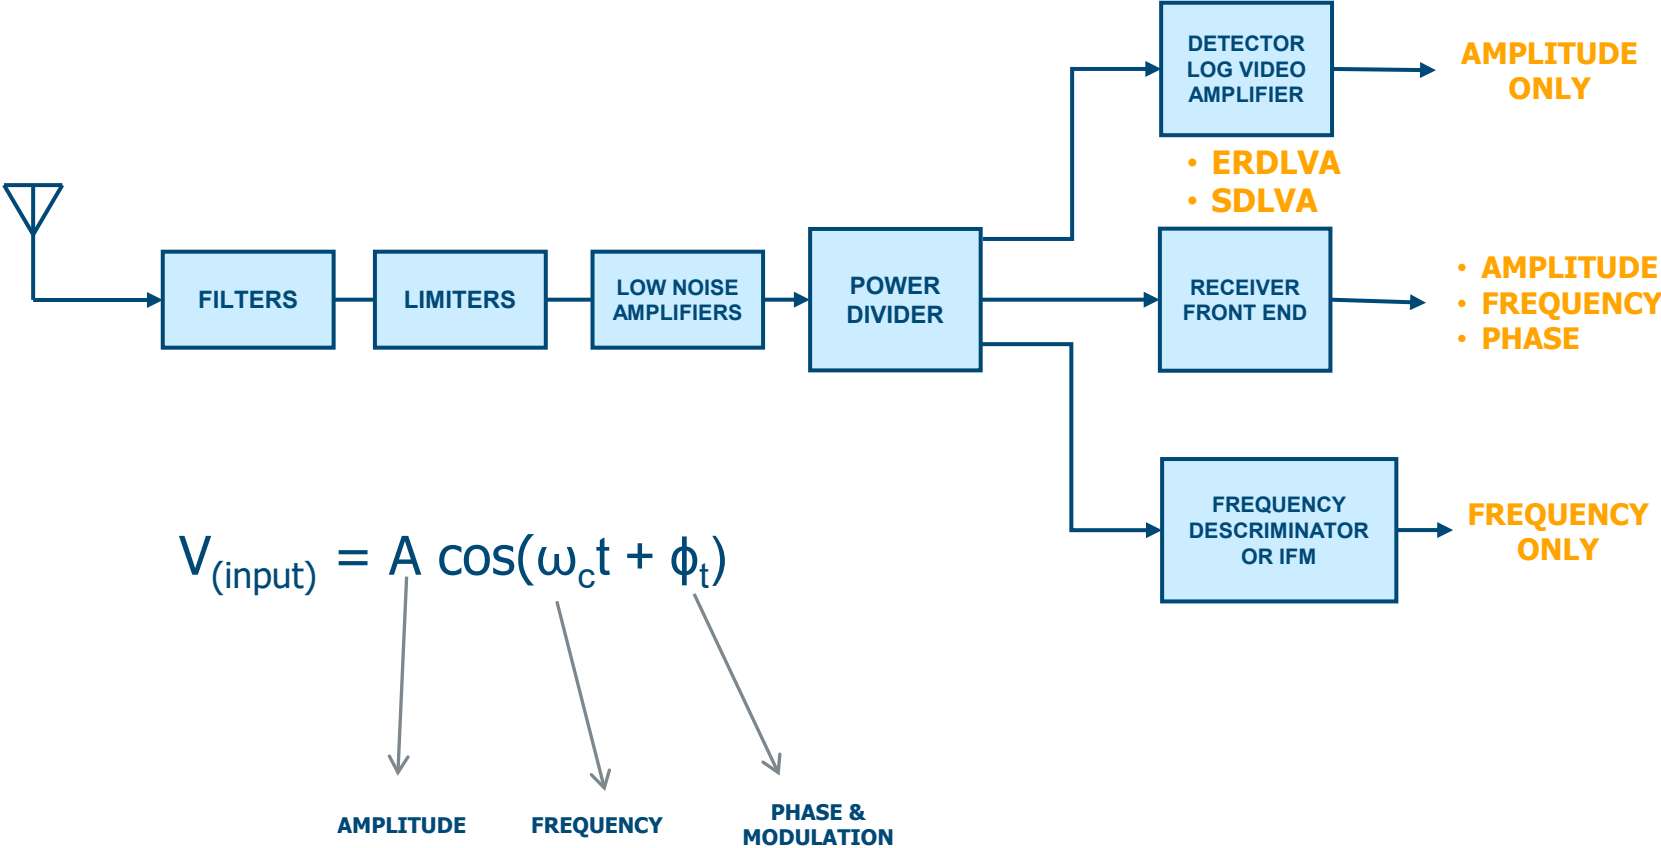 DETECTOR
LOG VIDEO
AMPLIFIER
AMPLITUDE
ONLY
• ERDLVA
• SDLVA
FILTERS
LIMITERS
LOW NOISE
AMPLIFIERS
POWER
DIVIDER
RECEIVER
FRONT END
• AMPLITUDE
• FREQUENCY
• PHASE
FREQUENCY
DESCRIMINATOR
OR IFM
FREQUENCY
ONLY
V(input) = A cos(ωct + ϕt)
AMPLITUDE
FREQUENCY
PHASE &
MODULATION